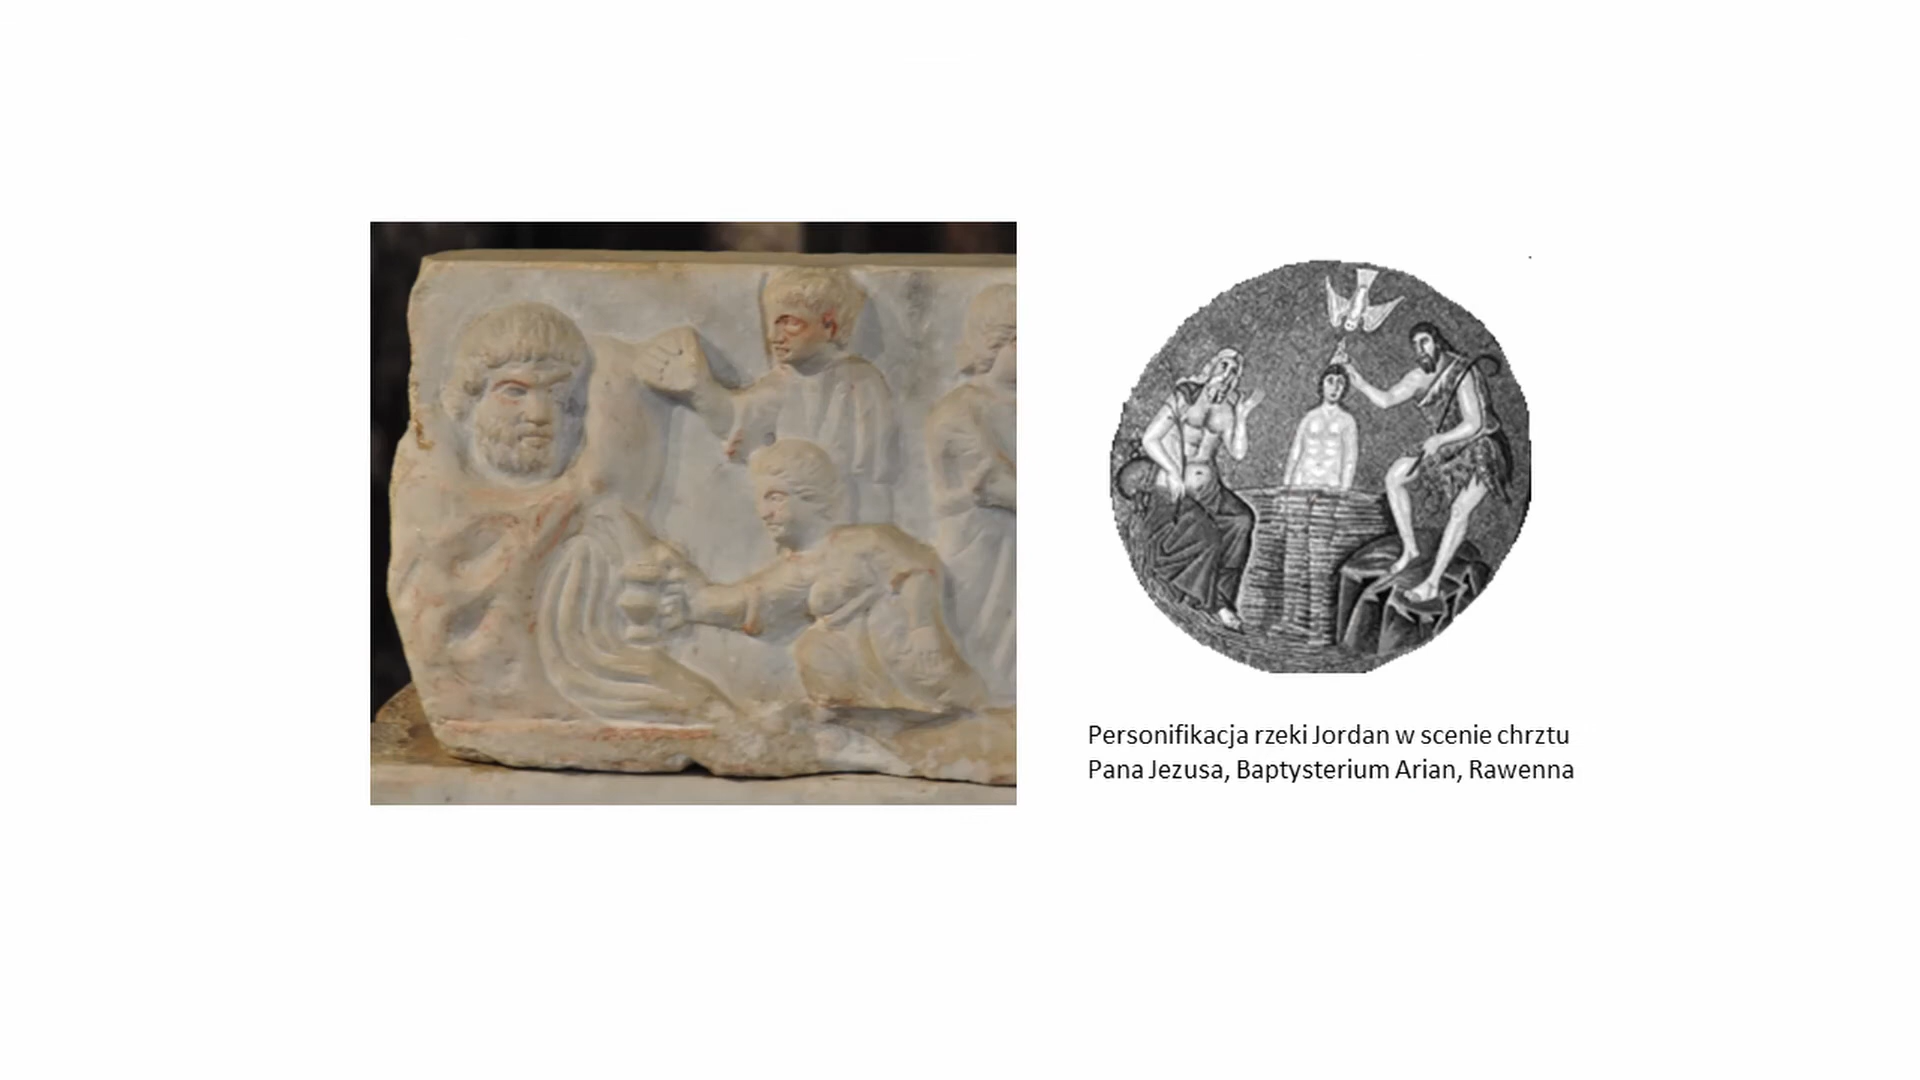 Personifikacja rzeki Jordan w scenie chrztu
Pana Jezusa, Baptysterium Arian, Rawenna